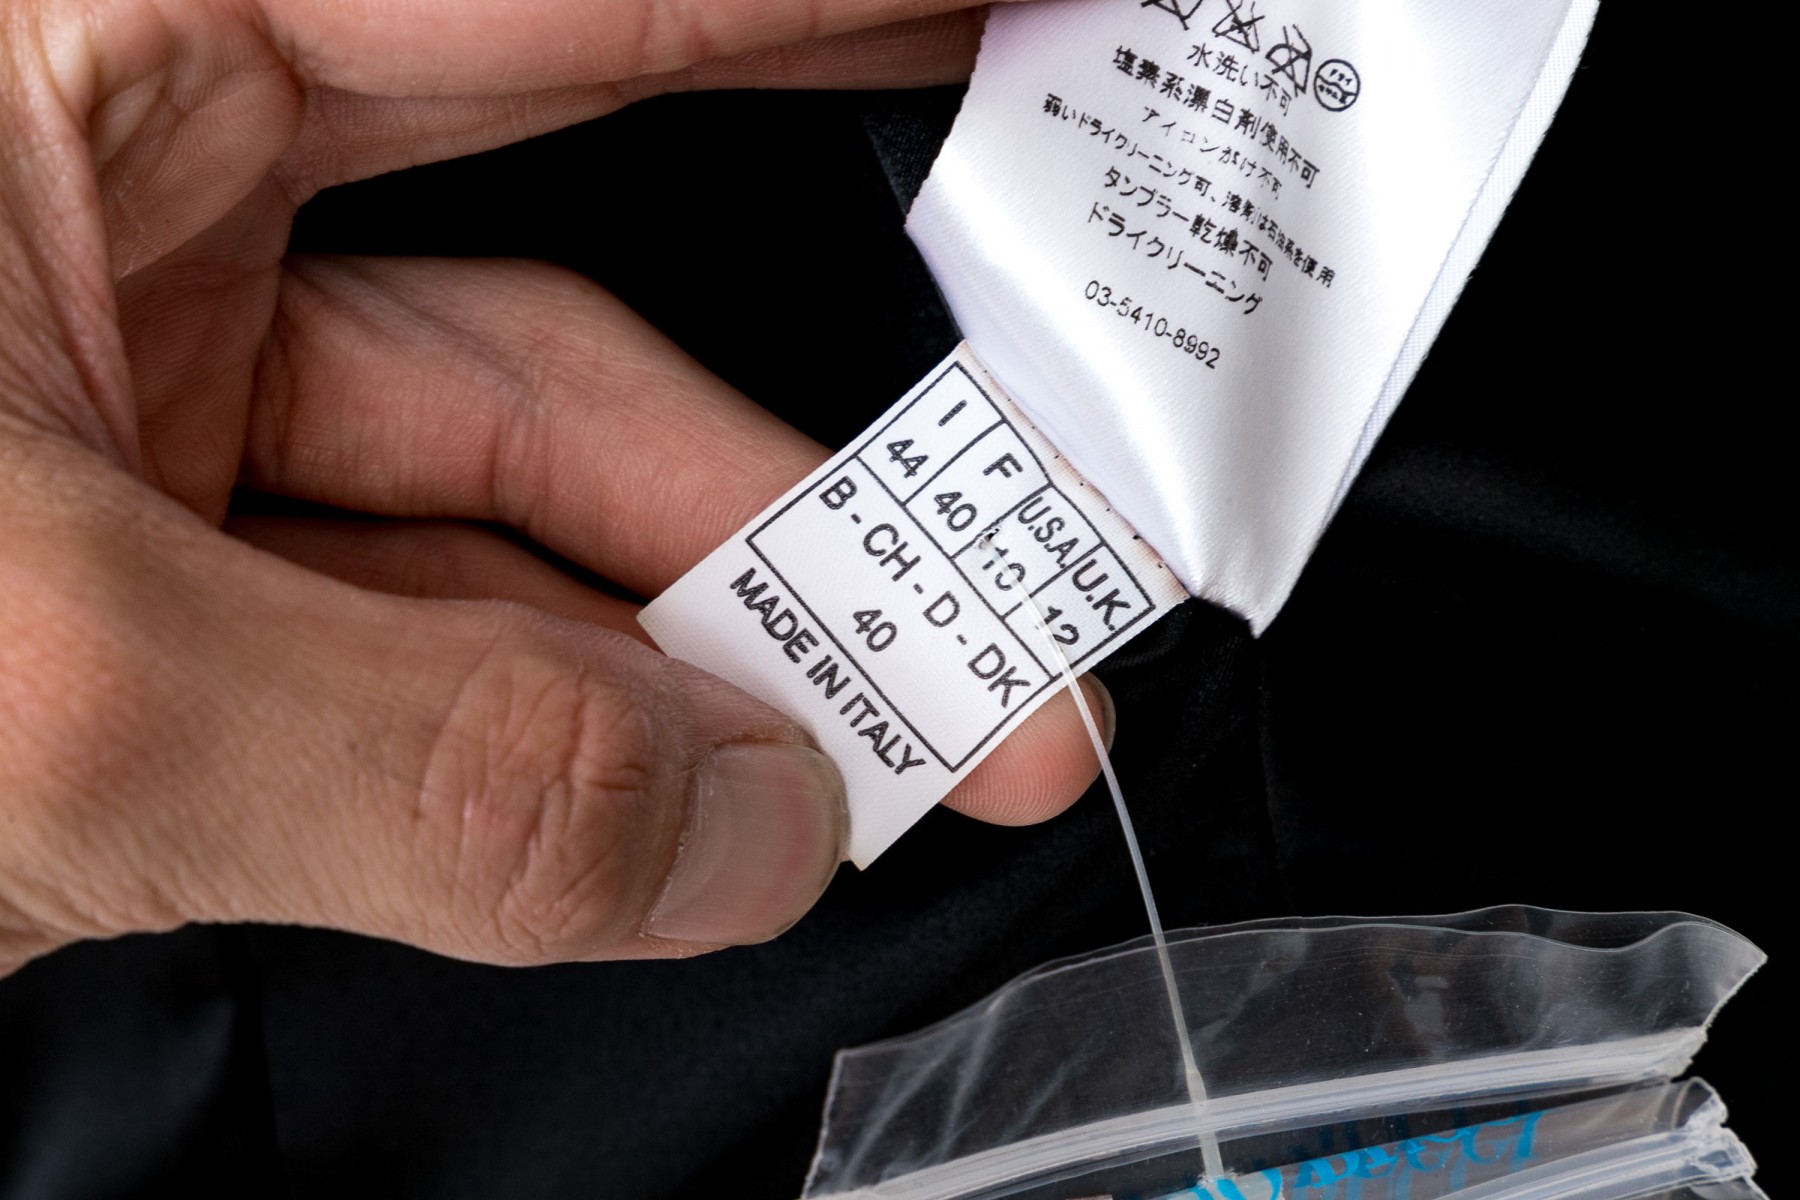 水洗い不可
塩素系漂白剤使用不可
アイロンがけ不可
弱いドライクリーニング可、溶剤は石油系を使用
タンブラー乾燥不可
ドライクリーニング
03-5410-8992
I F U.S.A. U.K.
44 40 10 12
B - CH - D - DK
40
MADE IN ITALY